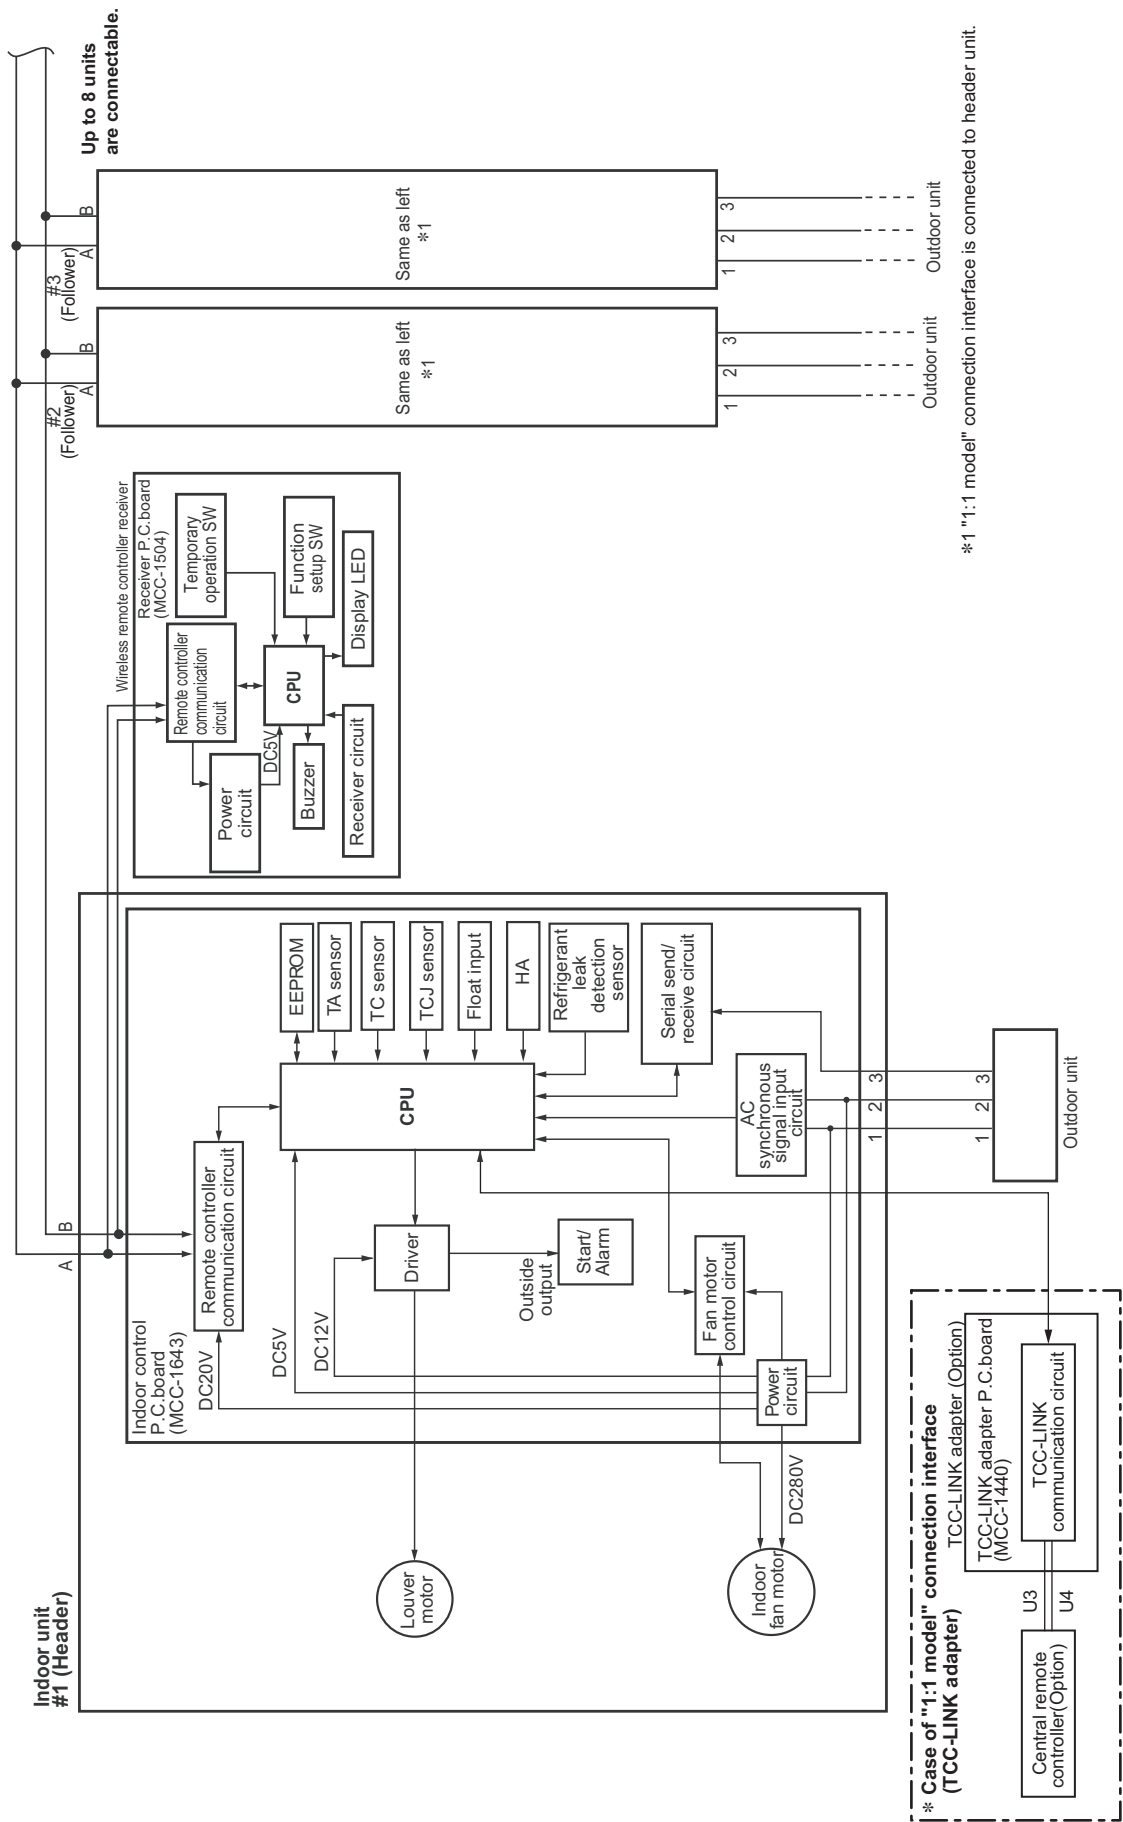 Indoor unit
#1 (Header)
Indoor control
P.C.board
(MCC-1643)
A
B
Remote controller
communication circuit
DC20V
DC5V
DC12V
Driver
CPU
EEPROM
TA sensor
TC sensor
TCJ sensor
Float input
HA
Refrigerant
leak
detection
sensor
Serial send/
receive circuit
AC
synchronous
signal input
circuit
Outside
output
Start/
Alarm
Fan motor
control circuit
Power
circuit
DC280V
Louver
motor
Indoor
fan motor
1
2
3
1
2
3
Outdoor unit
Wireless remote controller receiver
Receiver P.C.board
(MCC-1504)
Remote controller
communication
circuit
Temporary
operation SW
Power
circuit
DC5V
CPU
Function
setup SW
Buzzer
Display LED
Receiver circuit
#2
(Follower)
A
B
Same as left
*1
1
2
3
Outdoor unit
#3
(Follower)
A
B
Same as left
*1
1
2
3
Outdoor unit
Up to 8 units
are connectable.
* Case of "1:1 model" connection interface
(TCC-LINK adapter)
TCC-LINK adapter (Option)
TCC-LINK adapter P.C.board
(MCC-1440)
TCC-LINK
communication circuit
U3
U4
Central remote
controller(Option)
*1 "1:1 model" connection interface is connected to header unit.